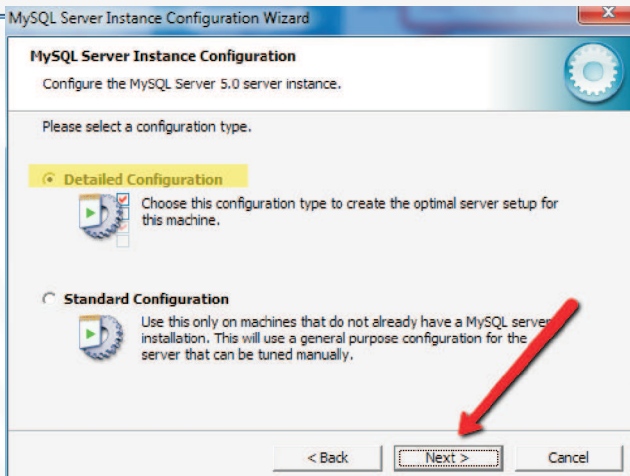 MySQL Server Instance Configuration Wizard
MySQL Server Instance Configuration
Configure the MySQL Server 5.0 server instance.
Please select a configuration type.
Detailed Configuration
Choose this configuration type to create the optimal server setup for
this machine.
Standard Configuration
Use this only on machines that do not already have a MySQL server
installation. This will use a general purpose configuration for the
server that can be tuned manually.
< Back
Next >
Cancel